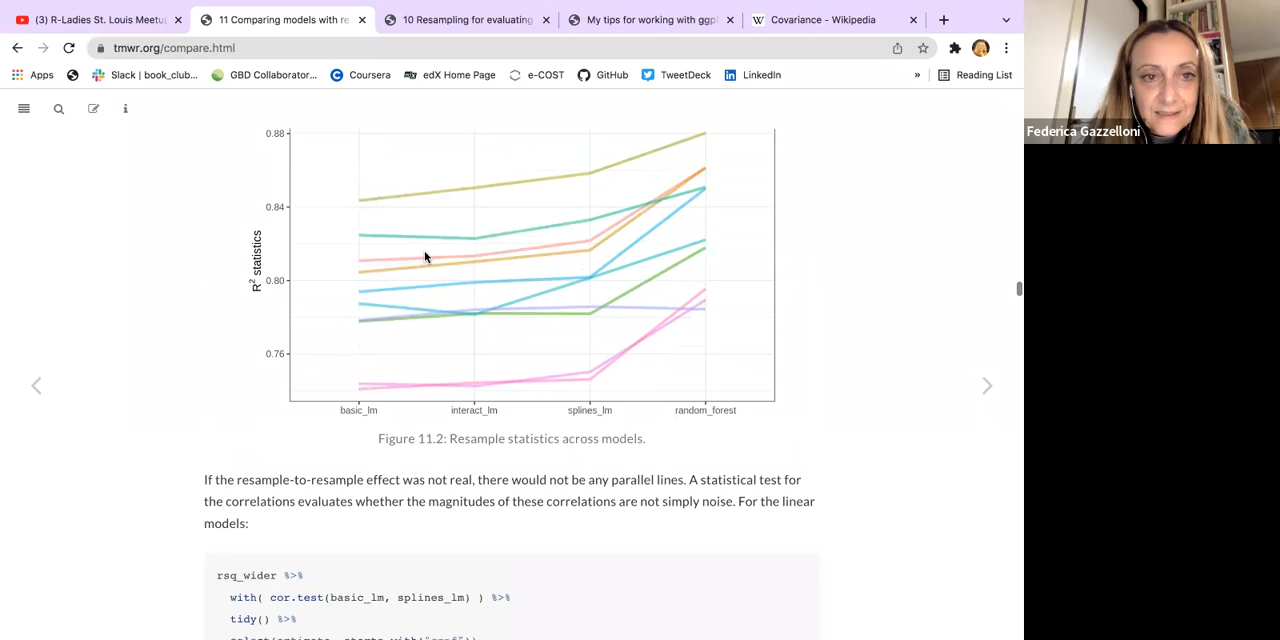 (3) R-Ladies St. Louis Meetu
11 Comparing models with re
10 Resampling for evaluating
My tips for working with ggp
W Covariance - Wikipedia
tmwr.org/compare.html
Apps
Slack | book_club...
GBD Collaborator...
Coursera
edX Home Page
e-COST
GitHub
TweetDeck
LinkedIn
»
Reading List
Federica Gazzelloni
0.88
0.84
0.80
0.76
R² statistics
basic_lm
interact_lm
splines_lm
random_forest
Figure 11.2: Resample statistics across models.
If the resample-to-resample effect was not real, there would not be any parallel lines. A statistical test for
the correlations evaluates whether the magnitudes of these correlations are not simply noise. For the linear
models:
rsq_wider %>%
with( cor.test(basic_lm, splines_lm) ) %>%
tidy() %>%